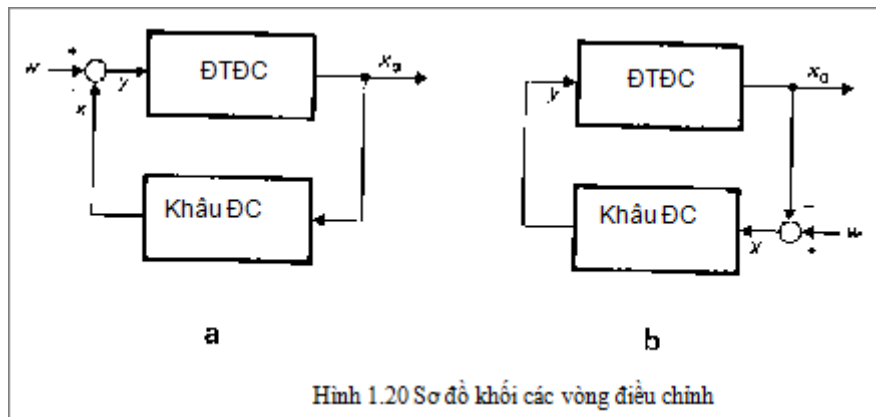 w
+
y
ĐTĐC
xₐ
x
Khâu ĐC
a
ĐTĐC
xₐ
y
Khâu ĐC
−
x
w
+
b
Hình 1.20 Sơ đồ khối các vòng điều chỉnh